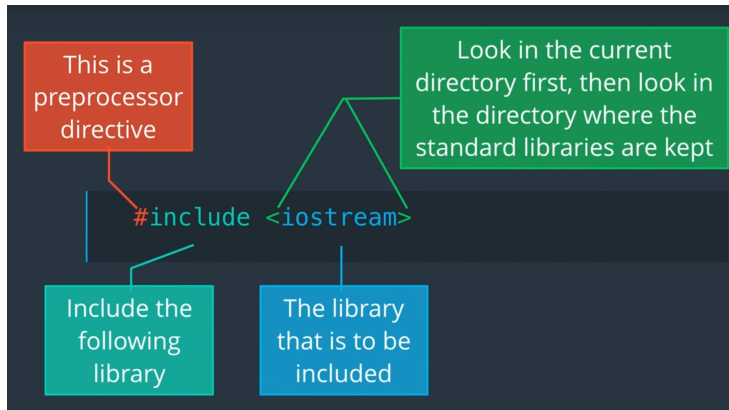 This is a
preprocessor
directive
Look in the current
directory first, then look in
the directory where the
standard libraries are kept
#include <iostream>
Include the
following
library
The library
that is to be
included